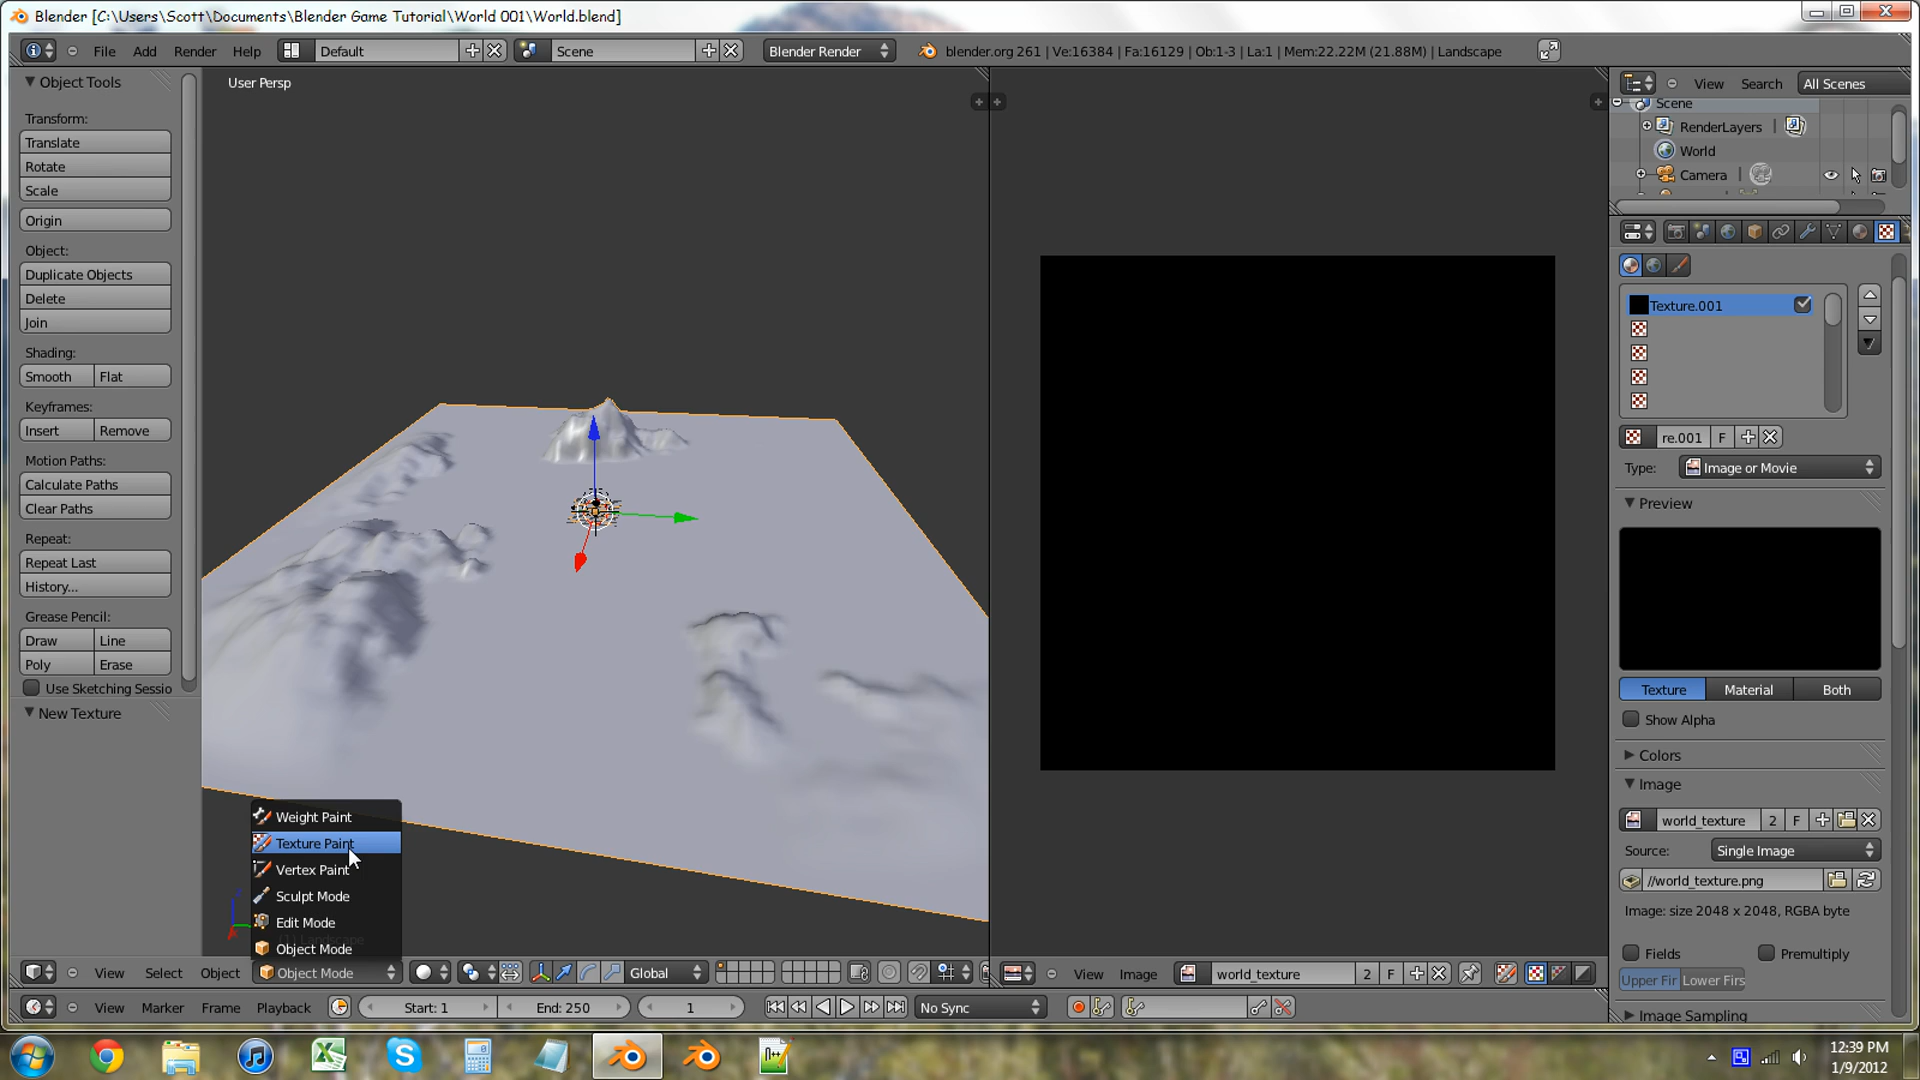 Blender [C:\Users\Scott\Documents\Blender Game Tutorial\World 001\World.blend]
File Add Render Help Default Scene Blender Render blender.org 261 | Ve:16384 | Fa:16129 | Ob:1-3 | La:1 | Mem:22.22M (21.88M) | Landscape
Object Tools
Transform:
Translate
Rotate
Scale
Origin
Object:
Duplicate Objects
Delete
Join
Shading:
Smooth Flat
Keyframes:
Insert Remove
Motion Paths:
Calculate Paths
Clear Paths
Repeat:
Repeat Last
History...
Grease Pencil:
Draw Line
Poly Erase
Use Sketching Sessio
New Texture
User Persp
Weight Paint
Texture Paint
Vertex Paint
Sculpt Mode
Edit Mode
Object Mode
View Select Object Object Mode Global
View Image world_texture 2 F
View Search All Scenes
Scene
RenderLayers
World
Camera
Texture.001
re.001 F
Type: Image or Movie
Preview
Texture Material Both
Show Alpha
Colors
Image
world_texture 2 F
Source: Single Image
//world_texture.png
Image: size 2048 x 2048, RGBA byte
Fields Premultiply
Upper Fir Lower Firs
Image Sampling
View Marker Frame Playback Start: 1 End: 250 1 No Sync
12:39 PM
1/9/2012